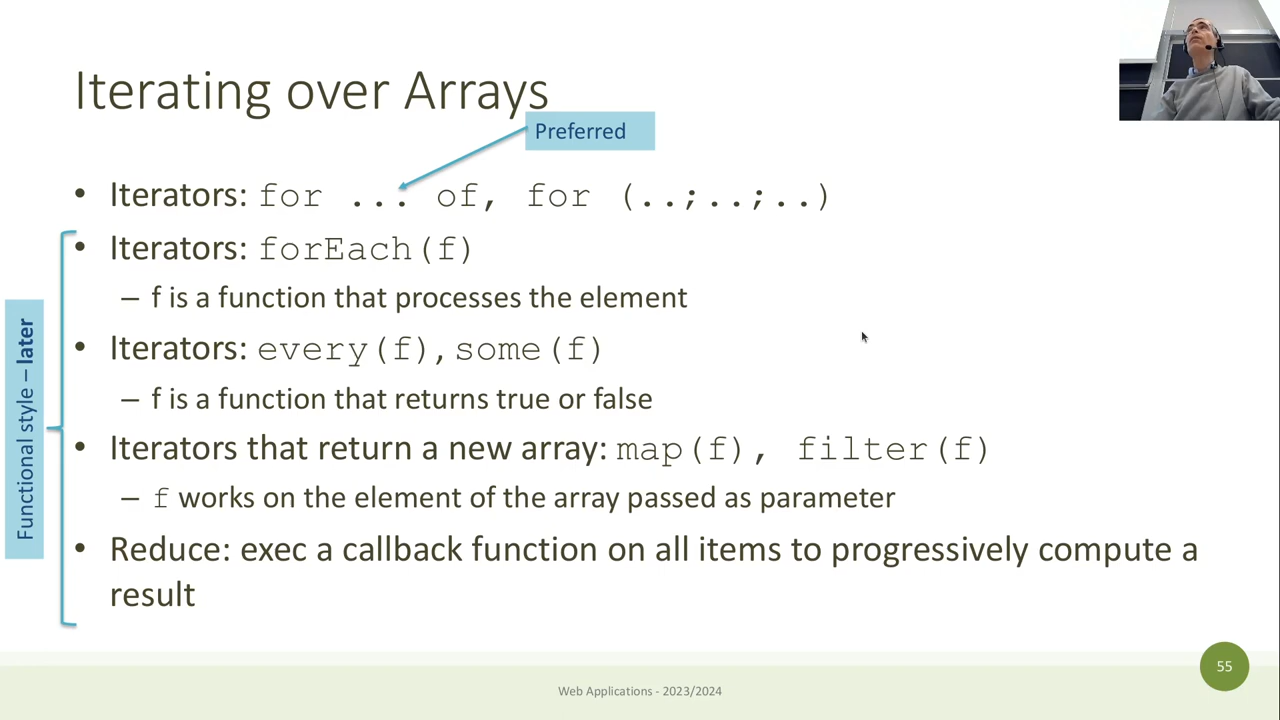 Iterating over Arrays
Preferred
• Iterators: for ... of, for (..;..;..)
• Iterators: forEach(f)
– f is a function that processes the element
• Iterators: every(f), some(f)
– f is a function that returns true or false
• Iterators that return a new array: map(f), filter(f)
– f works on the element of the array passed as parameter
• Reduce: exec a callback function on all items to progressively compute a
result
Functional style – later
Web Applications - 2023/2024
55